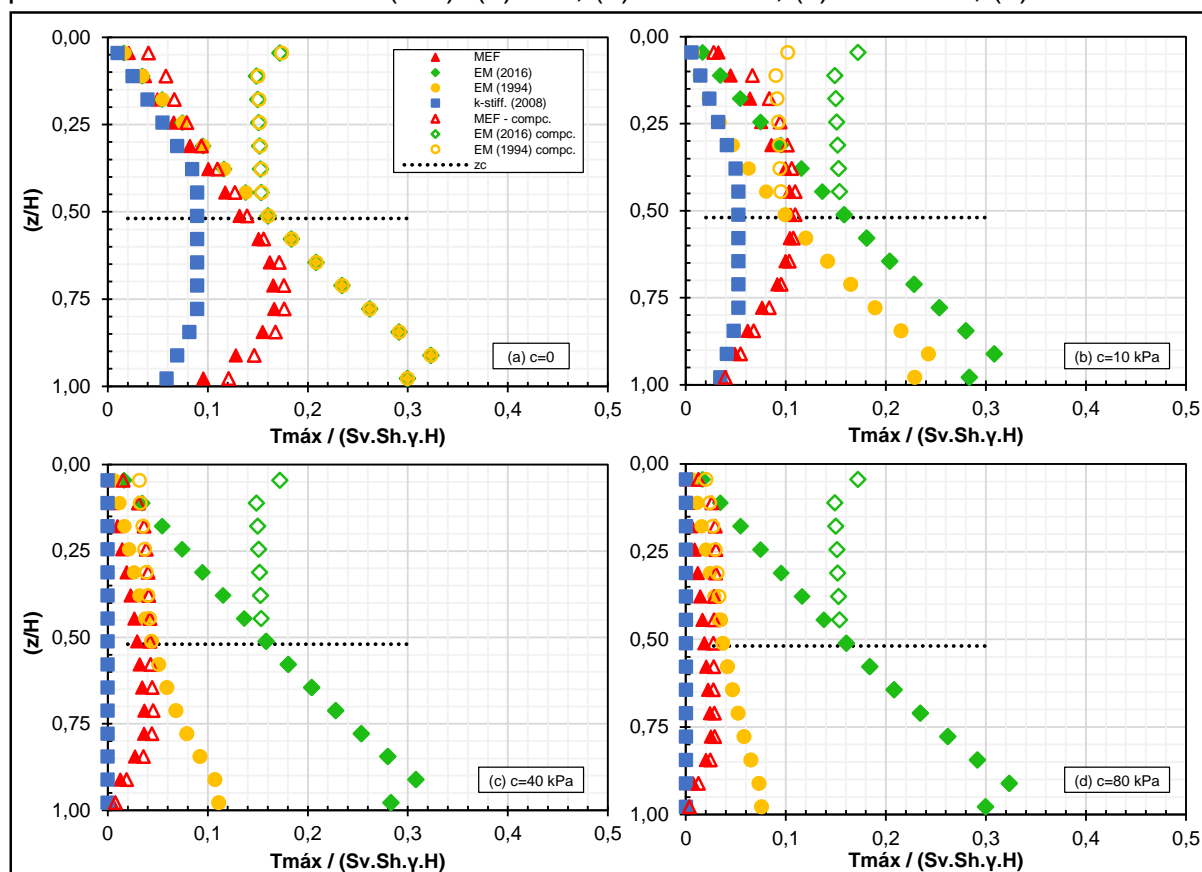 0,00
0,25
0,50
0,75
1,00
(z/H)
0
0,1
0,2
0,3
0,4
0,5
Tmáx / (Sv.Sh.γ.H)
MEF
EM (2016)
EM (1994)
k-stiff. (2008)
MEF - compc.
EM (2016) compc.
EM (1994) compc.
zc
(a) c=0
0,00
0,25
0,50
0,75
1,00
0
0,1
0,2
0,3
0,4
0,5
Tmáx / (Sv.Sh.γ.H)
(b) c=10 kPa
0,00
0,25
0,50
0,75
1,00
(z/H)
0
0,1
0,2
0,3
0,4
0,5
Tmáx / (Sv.Sh.γ.H)
(c) c=40 kPa
0,00
0,25
0,50
0,75
1,00
0
0,1
0,2
0,3
0,4
0,5
Tmáx / (Sv.Sh.γ.H)
(d) c=80 kPa